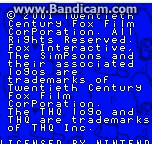 www.Bandicam.com
© 2001 Twentieth
Century Fox Film
Corporation. All
Rights Reserved.
Fox Interactive,
The Simpsons and
their associated
logos are
trademarks of
Twentieth Century
Fox Film
Corporation.
The THQ logo and
THQ are trademarks
of THQ Inc.
LICENSED BY NINTENDO